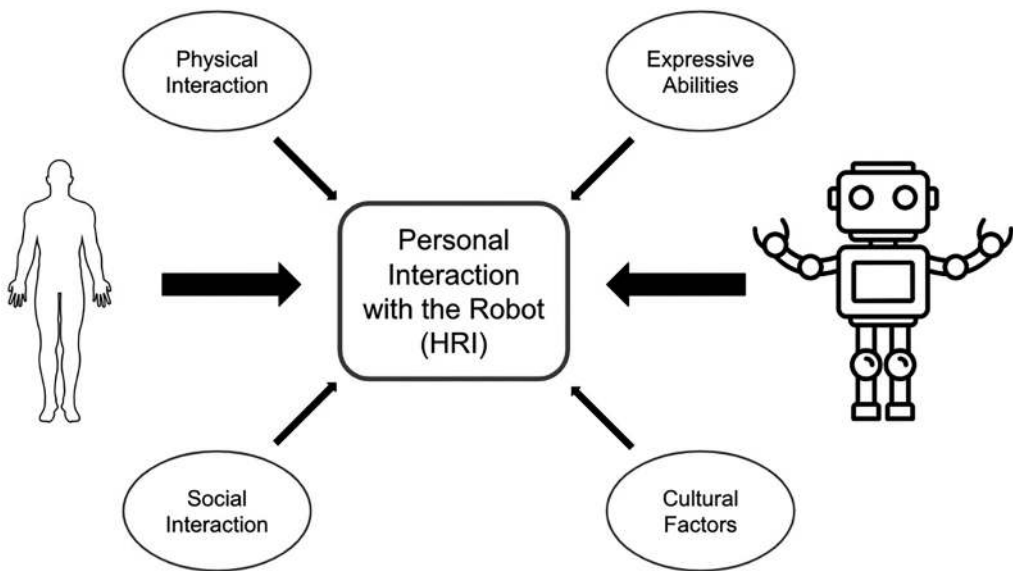 Physical
Interaction
Expressive
Abilities
Personal
Interaction
with the Robot
(HRI)
Social
Interaction
Cultural
Factors